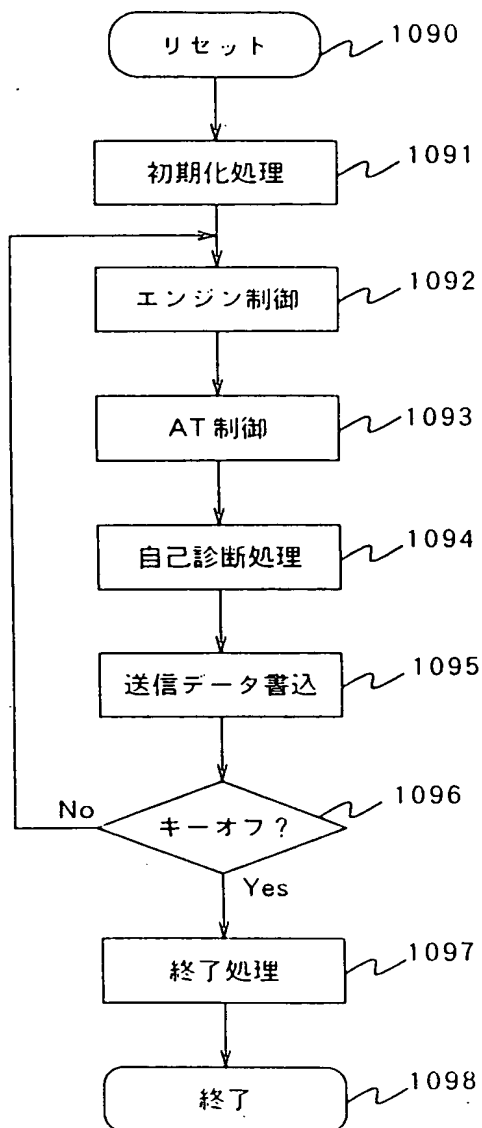 リセット
1090
初期化処理
1091
エンジン制御
1092
AT制御
1093
自己診断処理
1094
送信データ書込
1095
キーオフ?
1096
No
Yes
終了処理
1097
終了
1098